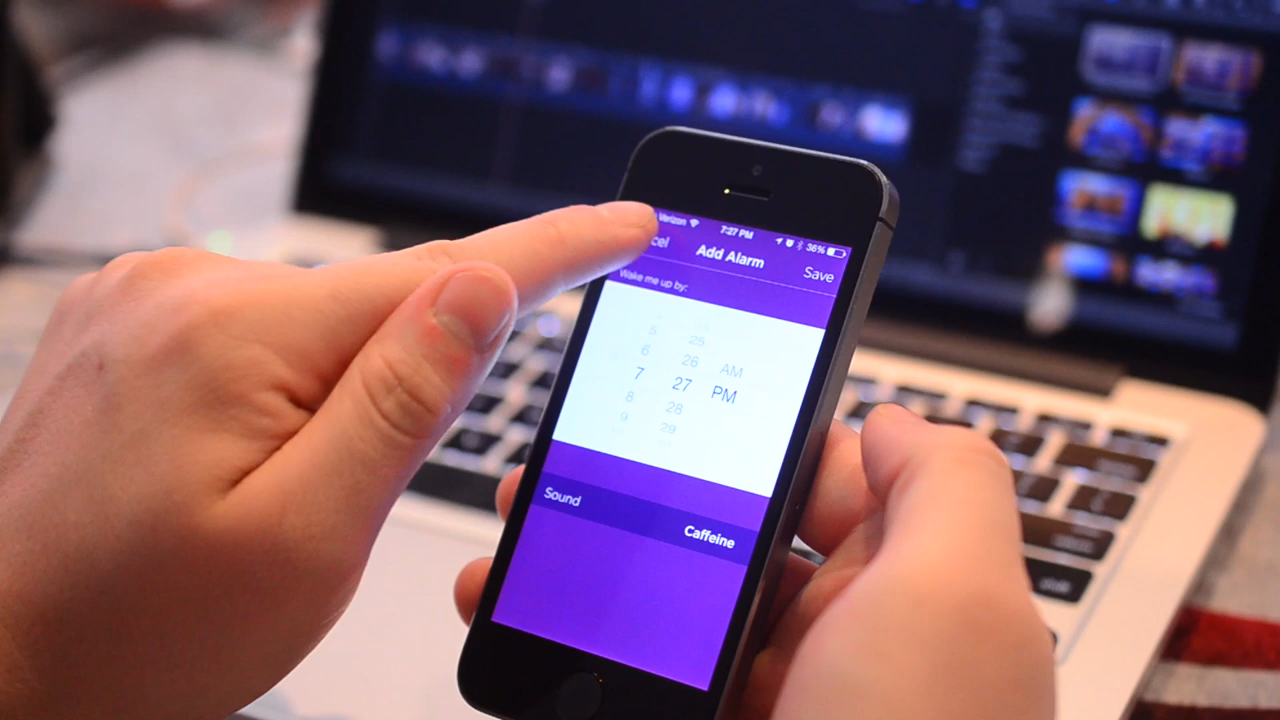 Verizon 7:27 PM 36%
cel Add Alarm Save
Wake me up by:
5 25
6 26 AM
7 27 PM
8 28
9 29
Sound
Caffeine